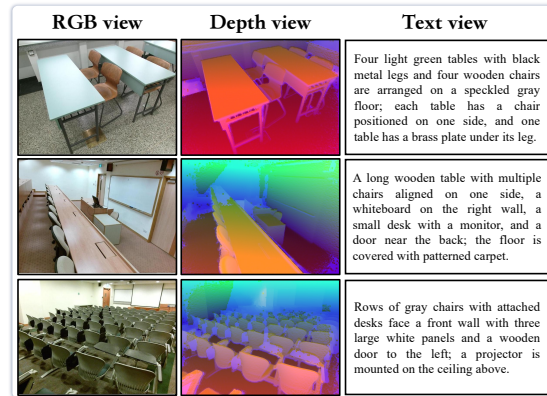 RGB view
Depth view
Text view
Four light green tables with black
metal legs and four wooden chairs
are arranged on a speckled gray
floor; each table has a chair
positioned on one side, and one
table has a brass plate under its leg.
A long wooden table with multiple
chairs aligned on one side, a
whiteboard on the right wall, a
small desk with a monitor, and a
door near the back; the floor is
covered with patterned carpet.
Rows of gray chairs with attached
desks face a front wall with three
large white panels and a wooden
door to the left; a projector is
mounted on the ceiling above.